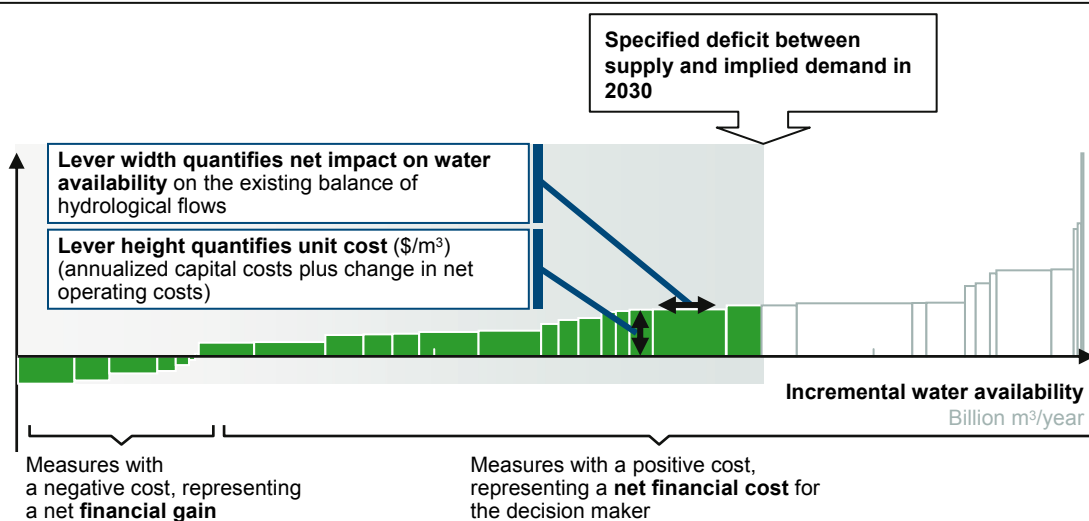 Specified deficit between
supply and implied demand in
2030
Lever width quantifies net impact on water
availability on the existing balance of
hydrological flows
Lever height quantifies unit cost ($/m³)
(annualized capital costs plus change in net
operating costs)
Incremental water availability
Billion m³/year
Measures with
a negative cost, representing
a net financial gain
Measures with a positive cost,
representing a net financial cost for
the decision maker